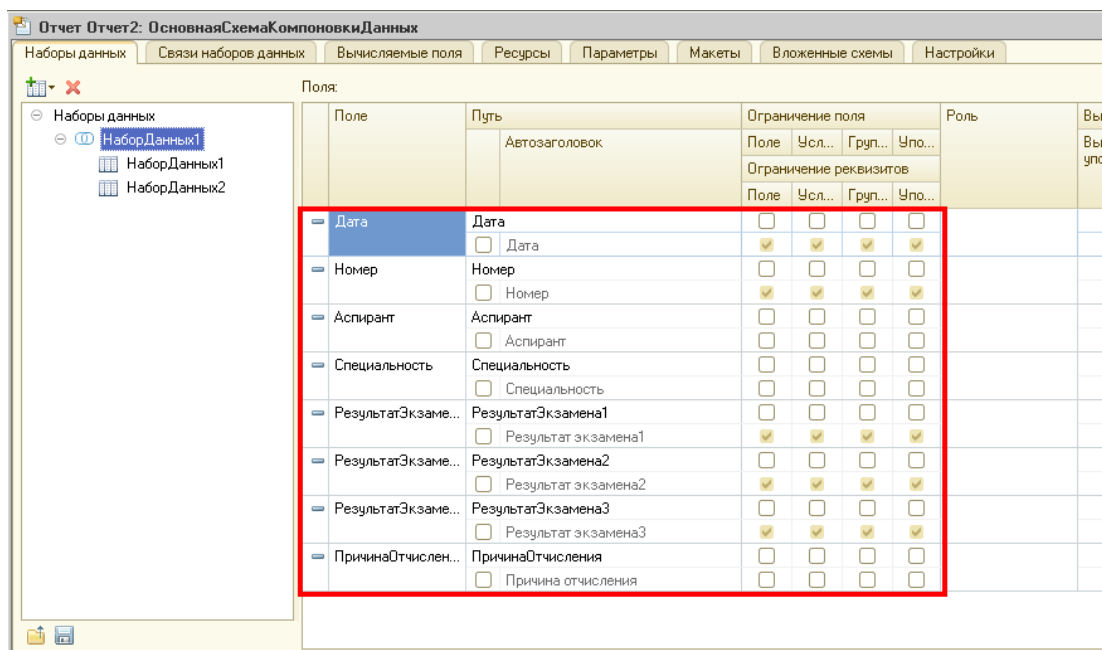 Отчет Отчет2: ОсновнаяСхемаКомпоновкиДанных
Наборы данных Связи наборов данных Вычисляемые поля Ресурсы Параметры Макеты Вложенные схемы Настройки
Поля:
Наборы данных
НаборДанных1
НаборДанных1
НаборДанных2
Поле Путь Ограничение поля Роль Вы
Автозаголовок Поле Усл... Груп... Упо... Вы
упо
Ограничение реквизитов
Поле Усл... Груп... Упо...
Дата Дата
Дата
Номер Номер
Номер
Аспирант Аспирант
Аспирант
Специальность Специальность
Специальность
РезультатЭкзаме... РезультатЭкзамена1
Результат экзамена1
РезультатЭкзаме... РезультатЭкзамена2
Результат экзамена2
РезультатЭкзаме... РезультатЭкзамена3
Результат экзамена3
ПричинаОтчислен... ПричинаОтчисления
Причина отчисления